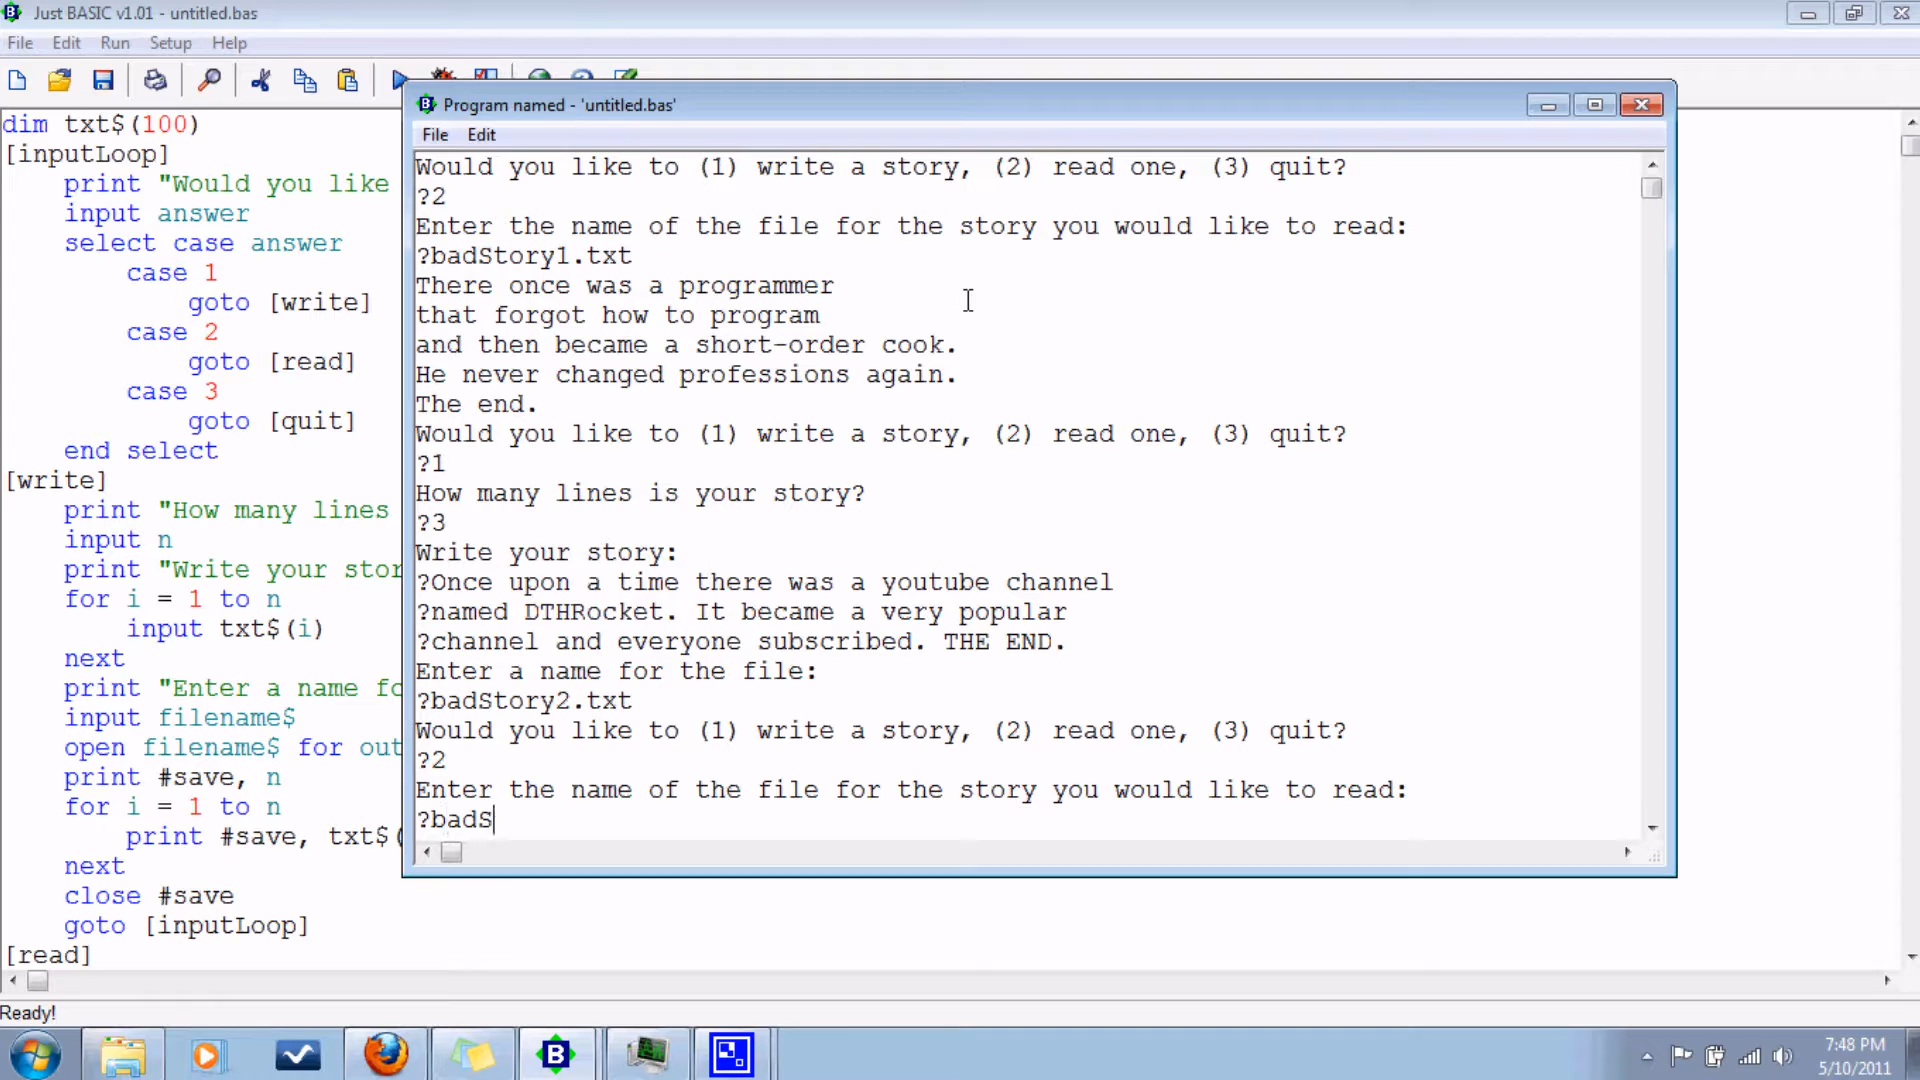 Just BASIC v1.01 - untitled.bas
File Edit Run Setup Help
dim txt$(100)
[inputLoop]
print "Would you like
input answer
select case answer
case 1
goto [write]
case 2
goto [read]
case 3
goto [quit]
end select
[write]
print "How many lines
input n
print "Write your stor
for i = 1 to n
input txt$(i)
next
print "Enter a name fo
input filename$
open filename$ for out
print #save, n
for i = 1 to n
print #save, txt$(
next
close #save
goto [inputLoop]
[read]
Program named - 'untitled.bas'
File Edit
Would you like to (1) write a story, (2) read one, (3) quit?
?2
Enter the name of the file for the story you would like to read:
?badStory1.txt
There once was a programmer
that forgot how to program
and then became a short-order cook.
He never changed professions again.
The end.
Would you like to (1) write a story, (2) read one, (3) quit?
?1
How many lines is your story?
?3
Write your story:
?Once upon a time there was a youtube channel
?named DTHRocket. It became a very popular
?channel and everyone subscribed. THE END.
Enter a name for the file:
?badStory2.txt
Would you like to (1) write a story, (2) read one, (3) quit?
?2
Enter the name of the file for the story you would like to read:
?badS
Ready!
7:48 PM
5/10/2011